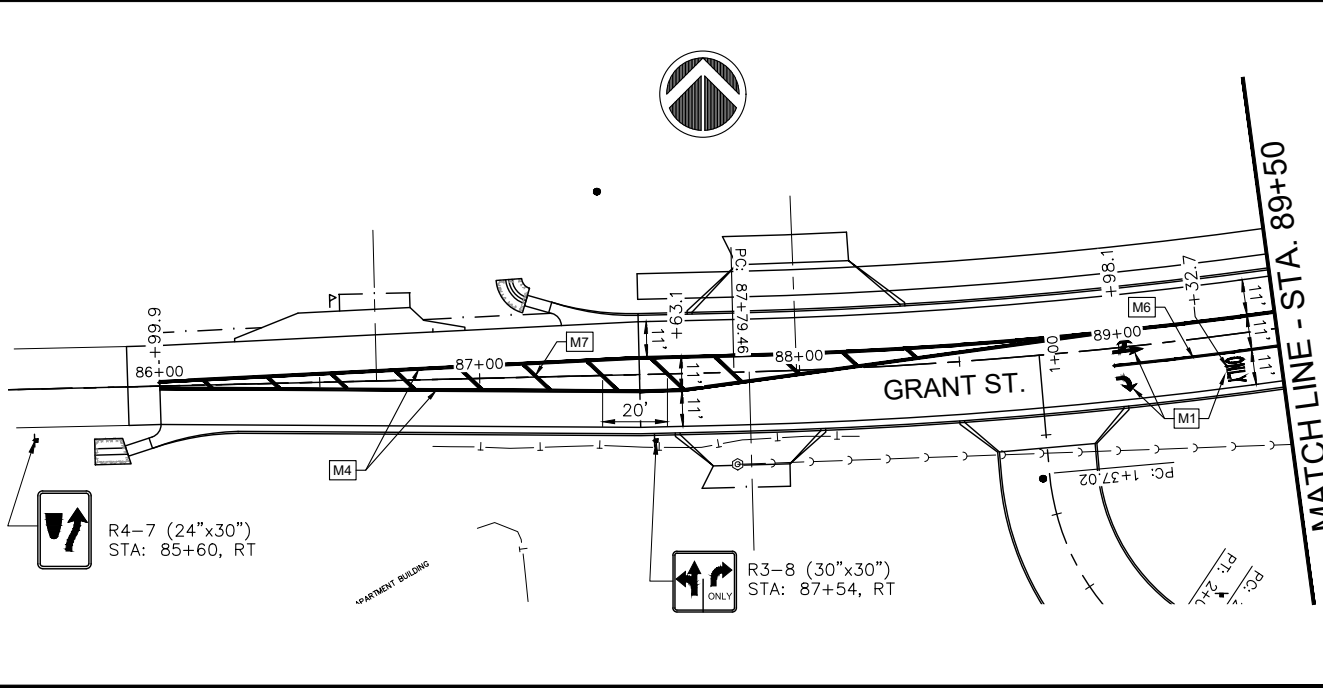 MATCH LINE - STA. 89+50
+99.9
86+00
87+00
M7
11'
+63.1
PC: 87+79.46
88+00
11'
11'
20'
GRANT ST.
1+00
89+00
+98.1
M6
+32.7
11'
11'
11'
ONLY
M1
M4
PC: 1+37.02
R4-7 (24"x30")
STA: 85+60, RT
APARTMENT BUILDING
ONLY
R3-8 (30"x30")
STA: 87+54, RT